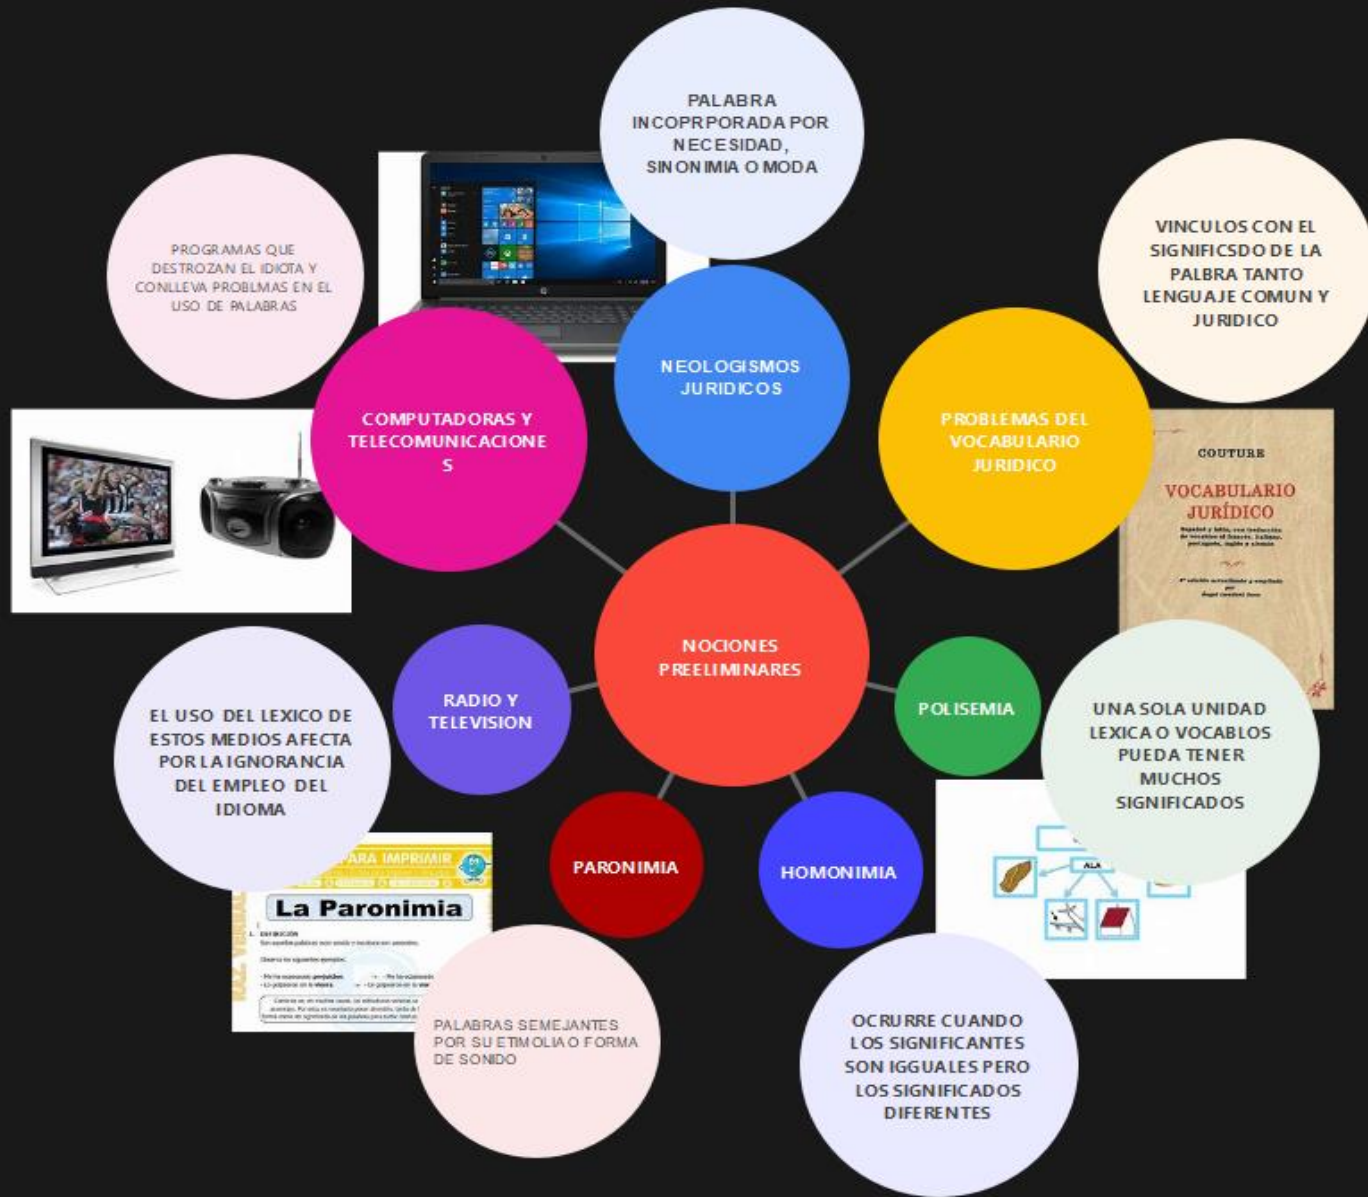 PALABRA
INCOPRPORADA POR
NECESIDAD,
SINONIMIA O MODA
PROGRAMAS QUE
DESTROZAN EL IDIOTA Y
CONLLEVA PROBLMAS EN EL
USO DE PALABRAS
VINCULOS CON EL
SIGNIFICSDO DE LA
PALBRA TANTO
LENGUAJE COMUN Y
JURIDICO
NEOLOGISMOS
JURIDICOS
COMPUTADORAS Y
TELECOMUNICACIONE
S
PROBLEMAS DEL
VOCABULARIO
JURIDICO
COUTURE
VOCABULARIO
JURÍDICO
NOCIONES
PREELIMINARES
RADIO Y
TELEVISION
POLISEMIA
EL USO DEL LEXICO DE
ESTOS MEDIOS AFECTA
POR LA IGNORANCIA
DEL EMPLEO DEL
IDIOMA
UNA SOLA UNIDAD
LEXICA O VOCABLOS
PUEDA TENER
MUCHOS
SIGNIFICADOS
PARONIMIA
HOMONIMIA
ALA
PARA IMPRIMIR
La Paronimia
PALABRAS SEMEJANTES
POR SU ETIMOLIA O FORMA
DE SONIDO
OCRURRE CUANDO
LOS SIGNIFICANTES
SON IGGUALES PERO
LOS SIGNIFICADOS
DIFERENTES